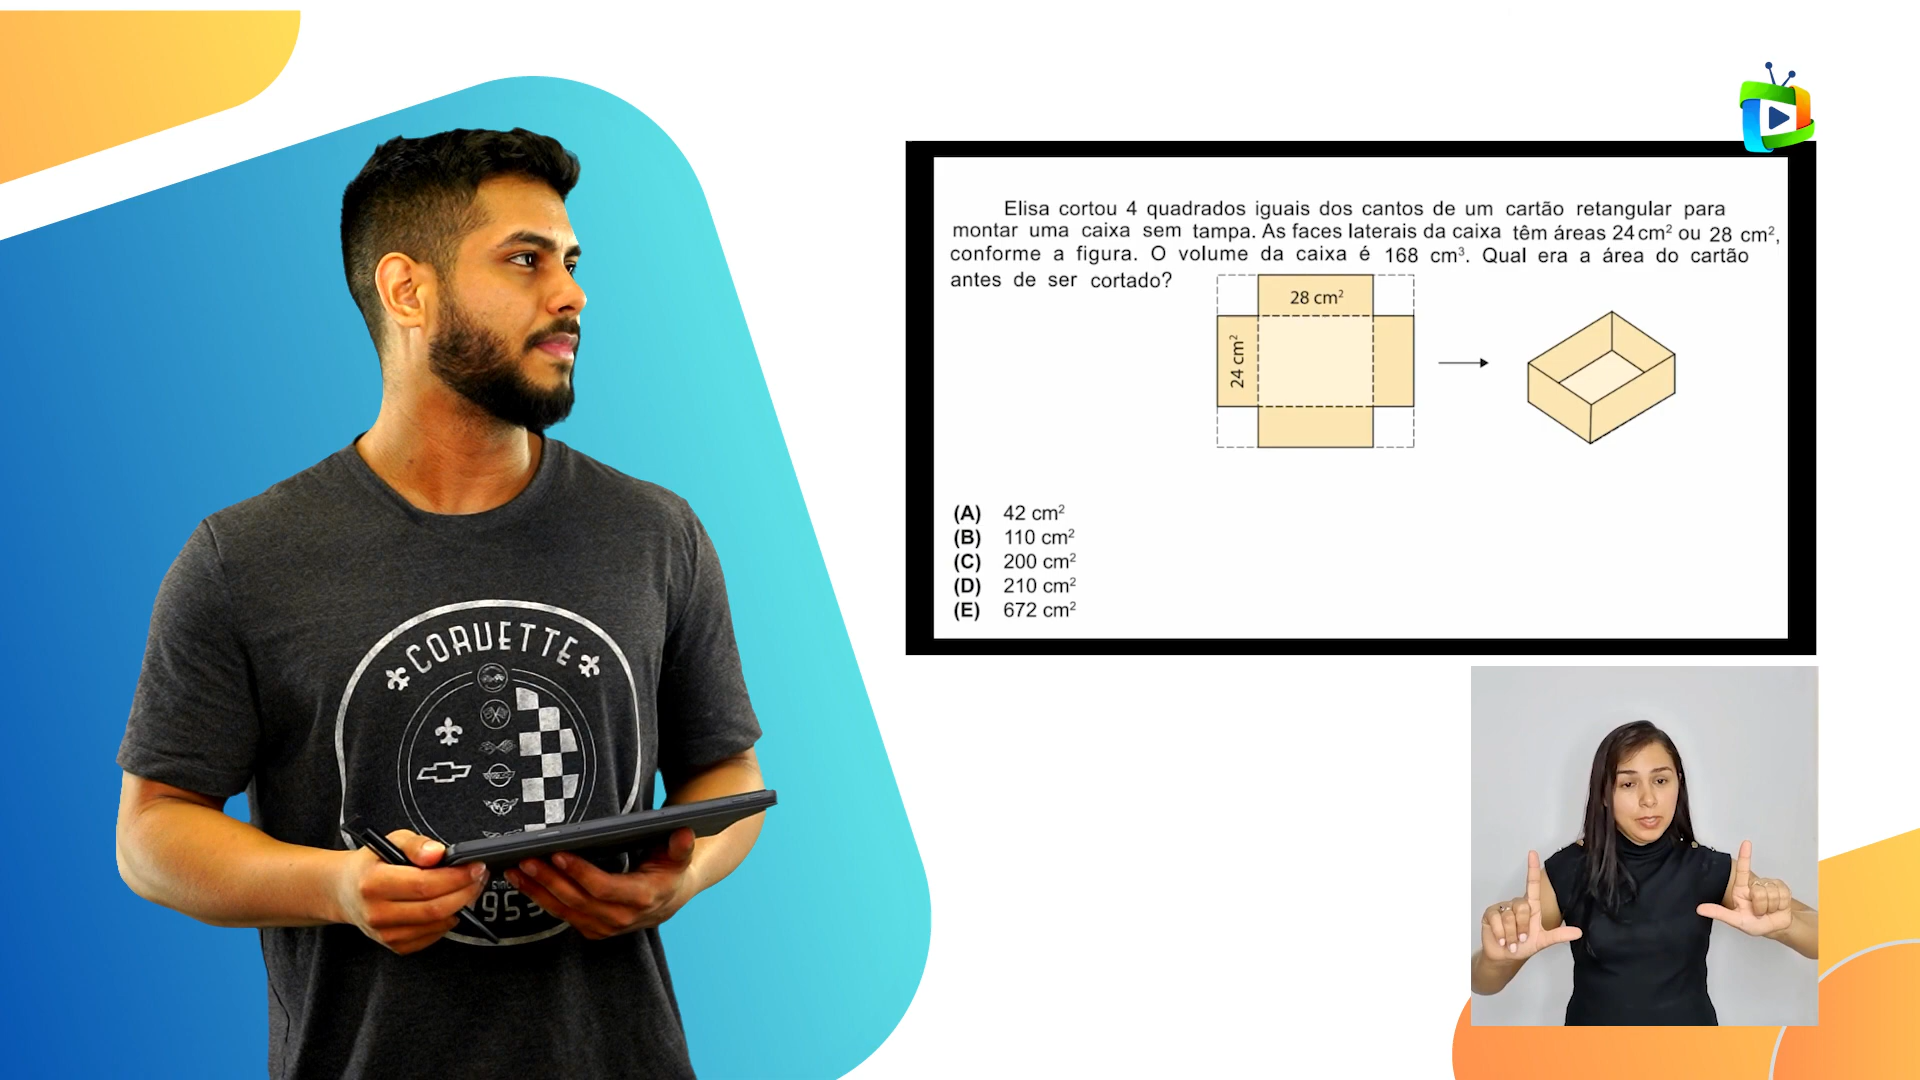 Elisa cortou 4 quadrados iguais dos cantos de um cartão retangular para
montar uma caixa sem tampa. As faces laterais da caixa têm áreas 24 cm² ou 28 cm²,
conforme a figura. O volume da caixa é 168 cm³. Qual era a área do cartão
antes de ser cortado?
28 cm²
24 cm²
(A) 42 cm²
(B) 110 cm²
(C) 200 cm²
(D) 210 cm²
(E) 672 cm²
CORVETTE
953